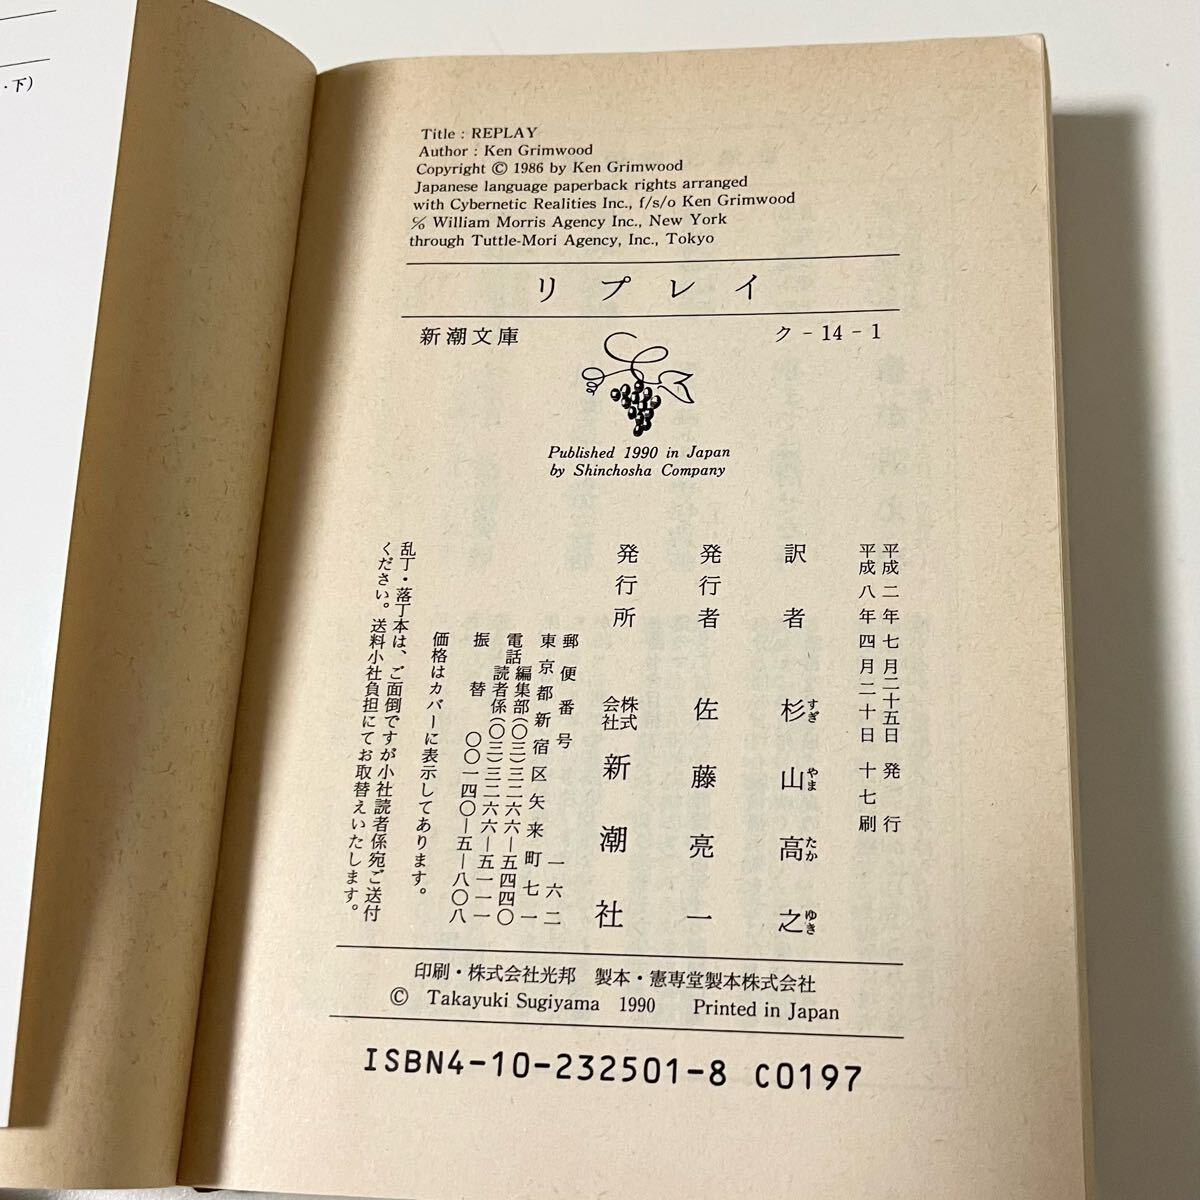 ・下)
Title : REPLAY
Author : Ken Grimwood
Copyright © 1986 by Ken Grimwood
Japanese language paperback rights arranged
with Cybernetic Realities Inc., f/s/o Ken Grimwood
℅ William Morris Agency Inc., New York
through Tuttle-Mori Agency, Inc., Tokyo
リプレイ
新潮文庫
ク-14-1
Published 1990 in Japan
by Shinchosha Company
平成二年七月二十五日発行
平成八年四月二十日十七刷
訳者 杉山高之
すぎやまたかゆき
発行者 佐藤亮一
発行所 株式会社新潮社
郵便番号 一六二
東京都新宿区矢来町七一
電話 編集部(〇三)三二六六―五四四〇
読者係(〇三)三二六六―五一一一
振替 〇〇一四〇―五―八〇八
価格はカバーに表示してあります。
乱丁・落丁本は、ご面倒ですが小社読者係宛ご送付
ください。送料小社負担にてお取替えいたします。
印刷・株式会社光邦 製本・憲専堂製本株式会社
© Takayuki Sugiyama 1990 Printed in Japan
ISBN4-10-232501-8 C0197